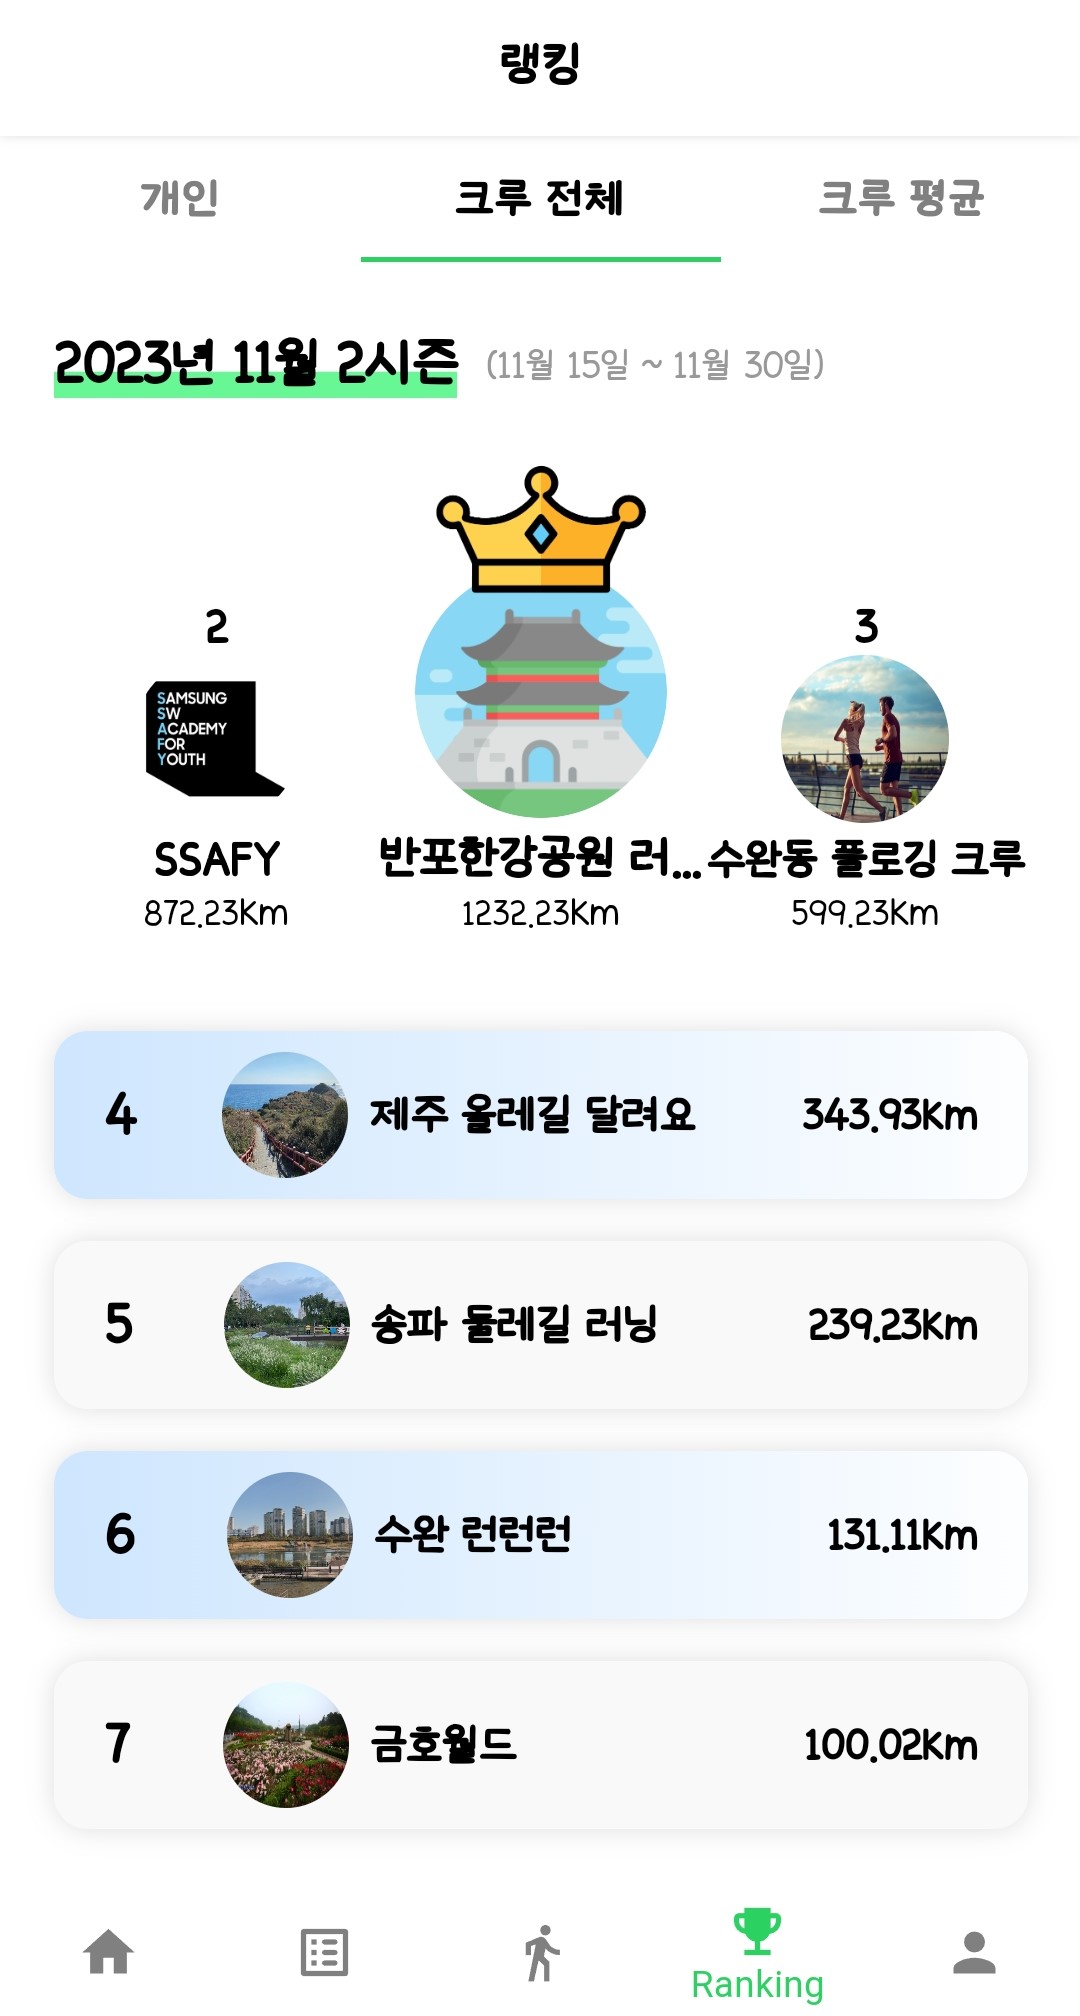 랭킹
개인 크루 전체 크루 평균
2023년 11월 2시즌 (11월 15일 ~ 11월 30일)
2
SAMSUNG
SW
ACADEMY
FOR
YOUTH
SSAFY
872.23Km
반포한강공원 러...
1232.23Km
3
수완동 플로깅 크루
599.23Km
4 제주 올레길 달려요 343.93Km
5 송파 둘레길 러닝 239.23Km
6 수완 런런런 131.11Km
7 금호월드 100.02Km
Ranking